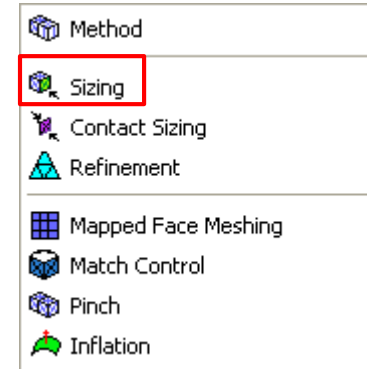 Method
Sizing
Contact Sizing
Refinement
Mapped Face Meshing
Match Control
Pinch
Inflation